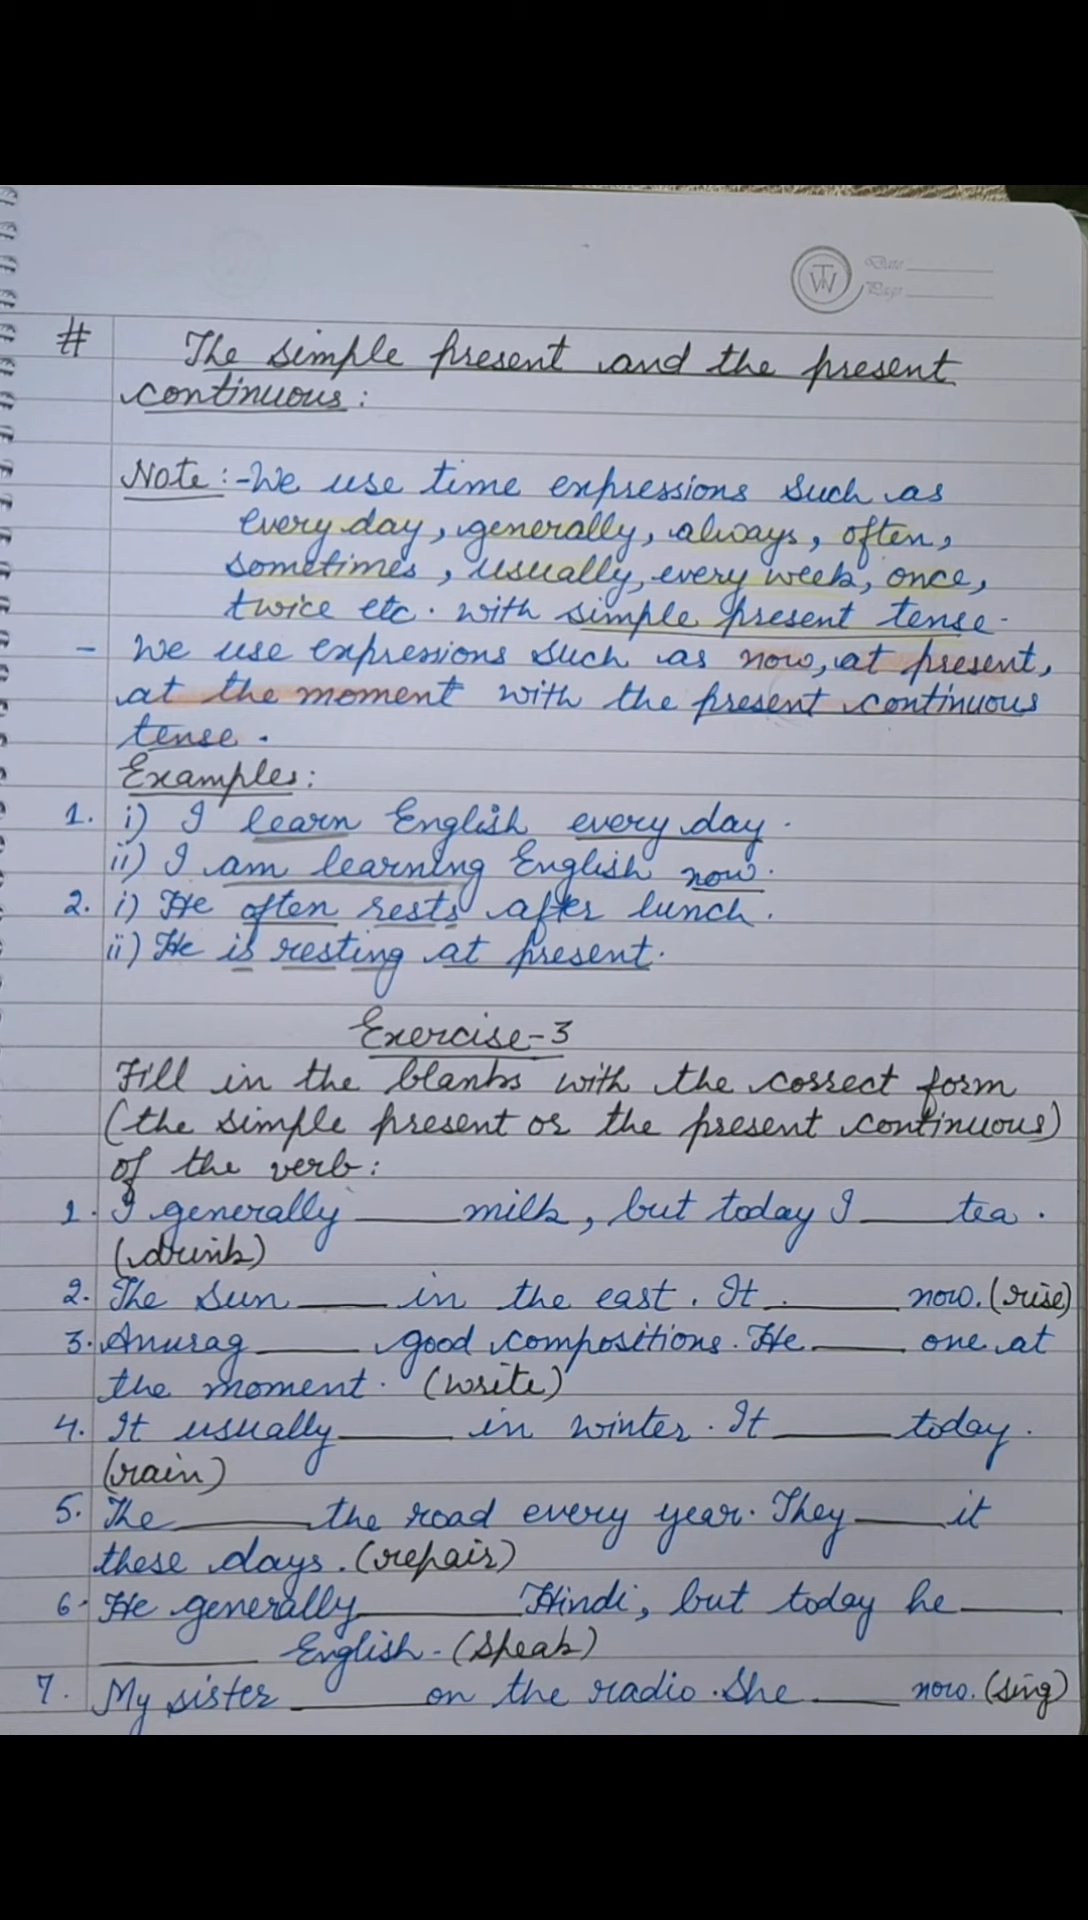 Date
Page
TW
# The simple present and the present
continuous:
Note:-We use time expressions such as
every day, generally, always, often,
sometimes, usually, every week, once,
twice etc. with simple present tense.
- We use expressions such as now, at present,
at the moment with the present continuous
tense.
Examples:
1. i) I learn English every day.
ii) I am learning English now.
2. i) He often rests after lunch.
ii) He is resting at present.
Exercise-3
Fill in the blanks with the correct form
(the simple present or the present continuous)
of the verb:
1. I generally ____ milk, but today I ____ tea.
(drink)
2. The sun ____ in the east. It ____ now. (rise)
3. Anurag ____ good compositions. He ____ one at
the moment. (write)
4. It usually ____ in winter. It ____ today.
(rain)
5. The ____ the road every year. They ____ it
these days. (repair)
6. He generally ____ Hindi, but today he ____
____ English. (speak)
7. My sister ____ on the radio. She ____ now. (sing)